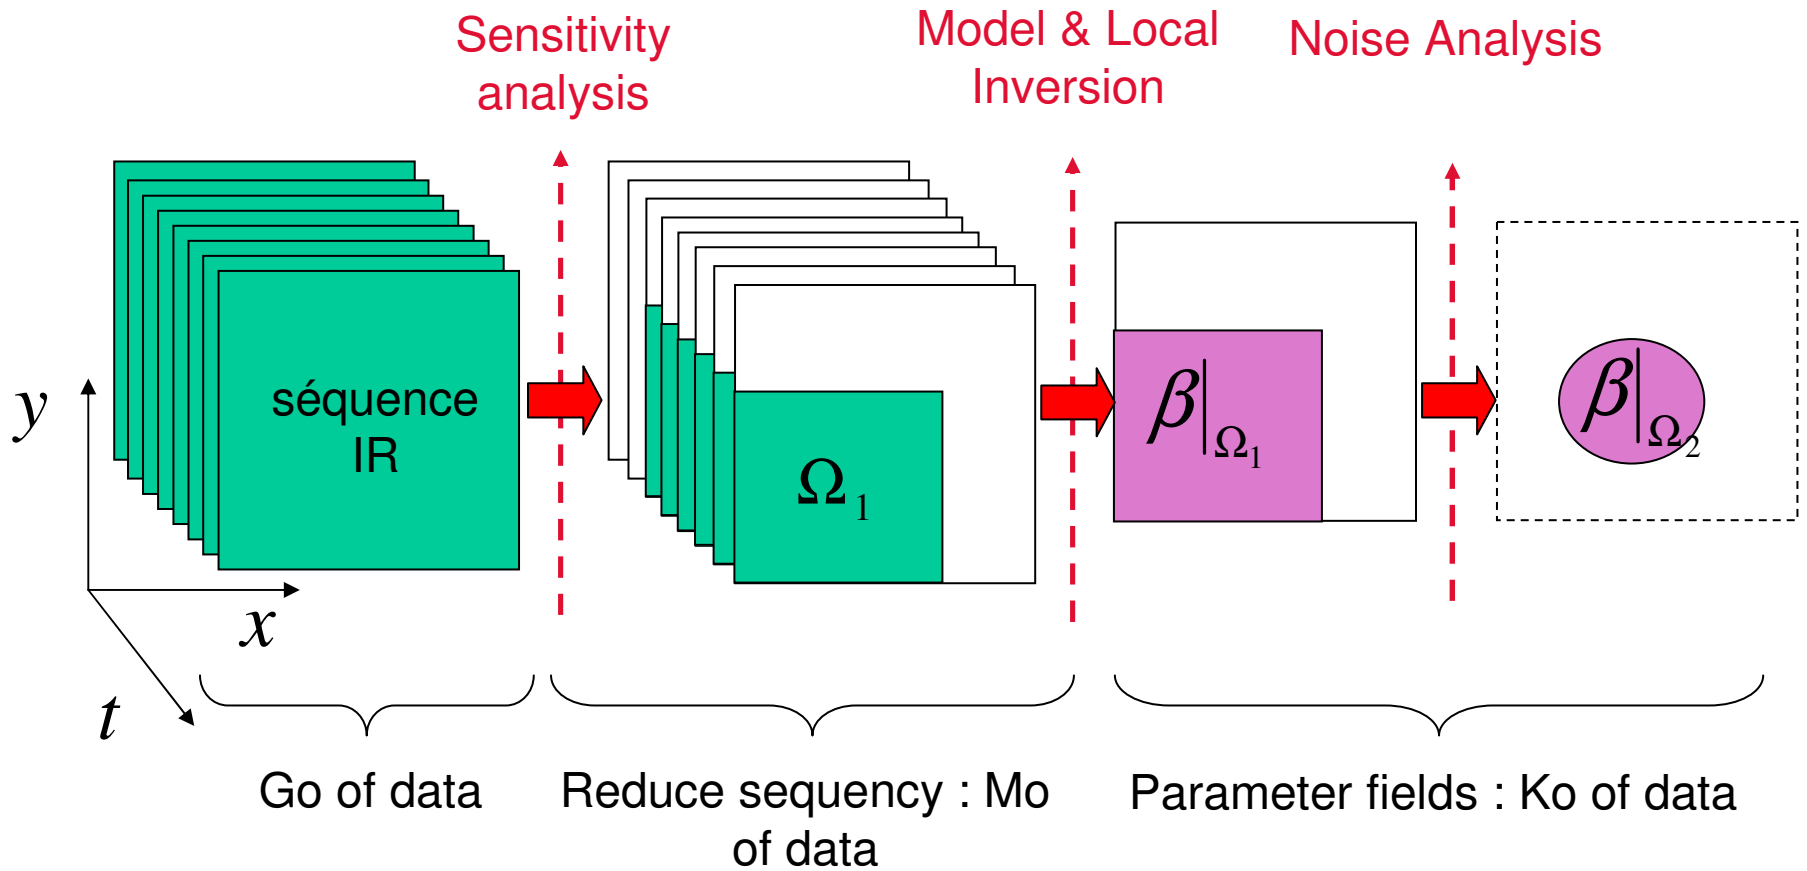 Sensitivity
analysis
Model & Local
Inversion
Noise Analysis
séquence
IR
Ω1
β|Ω1
β|Ω2
y
x
t
Go of data
Reduce sequency : Mo
of data
Parameter fields : Ko of data